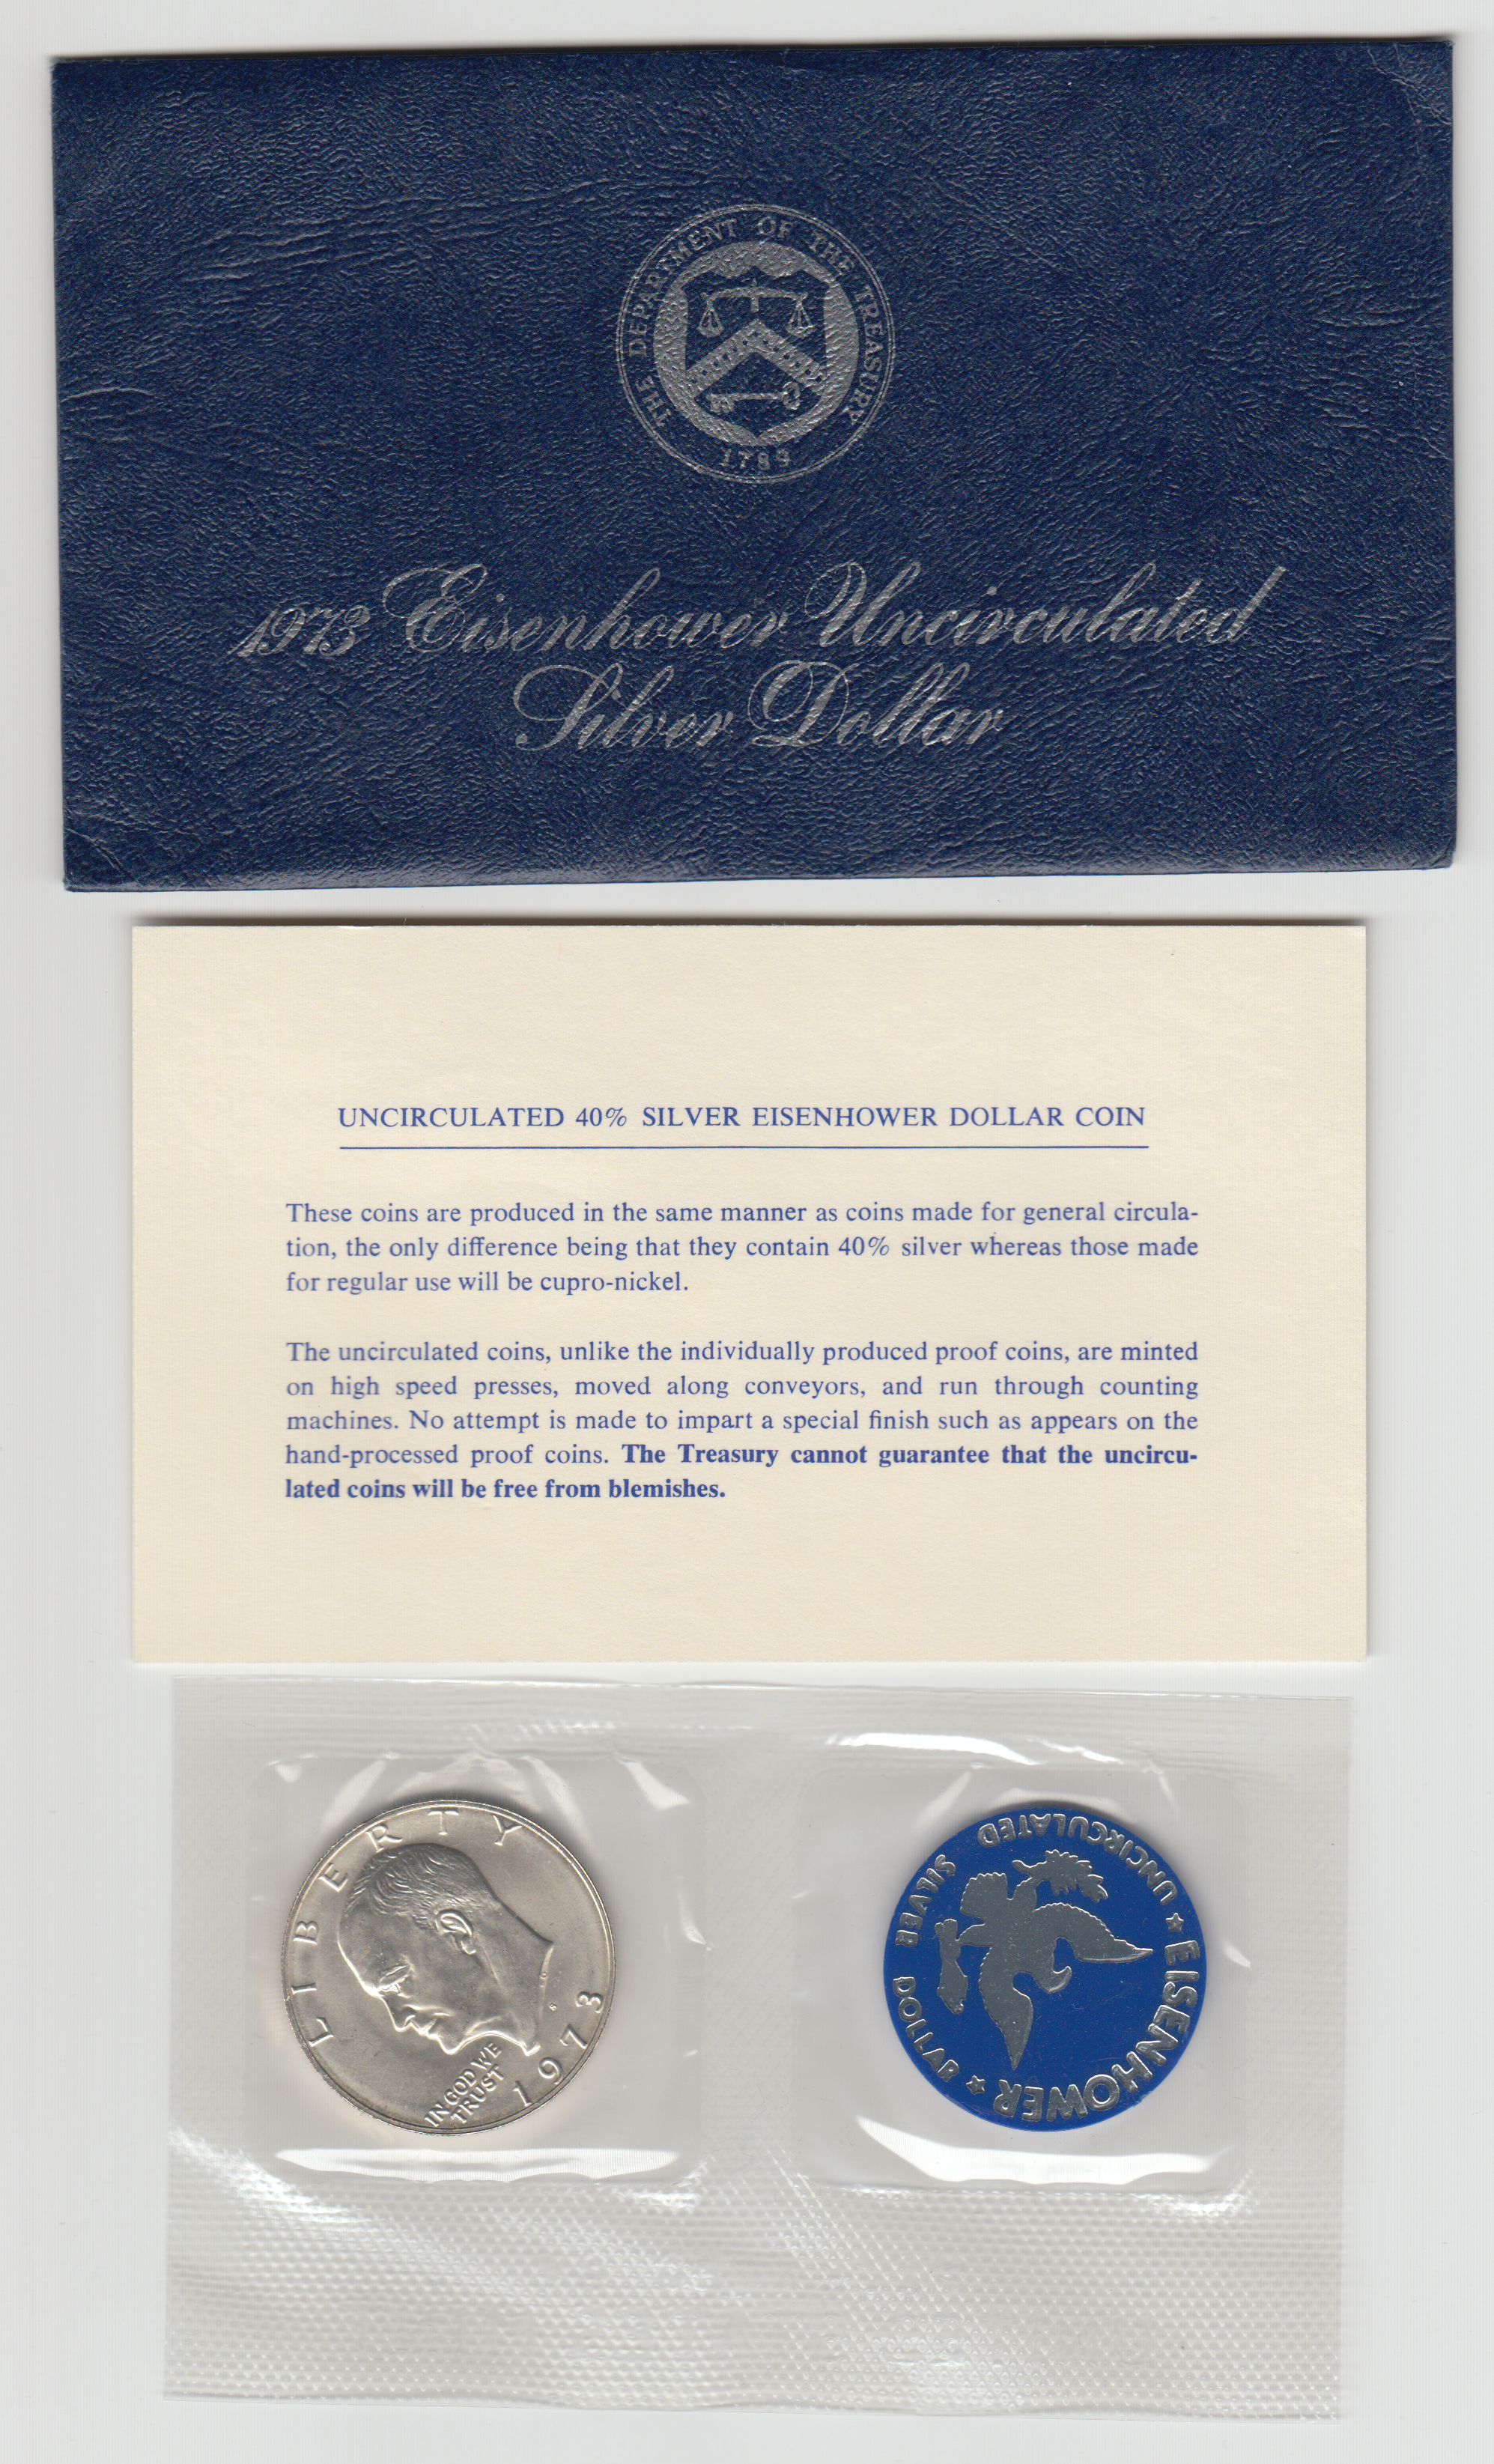 THE DEPARTMENT OF THE TREASURY
1789
1973 Eisenhower Uncirculated
Silver Dollar
UNCIRCULATED 40% SILVER EISENHOWER DOLLAR COIN
These coins are produced in the same manner as coins made for general circula-
tion, the only difference being that they contain 40% silver whereas those made
for regular use will be cupro-nickel.
The uncirculated coins, unlike the individually produced proof coins, are minted
on high speed presses, moved along conveyors, and run through counting
machines. No attempt is made to impart a special finish such as appears on the
hand-processed proof coins. The Treasury cannot guarantee that the uncircu-
lated coins will be free from blemishes.
LIBERTY
IN GOD WE
TRUST
1973
S
EISENHOWER
UNCIRCULATED SILVER DOLLAR